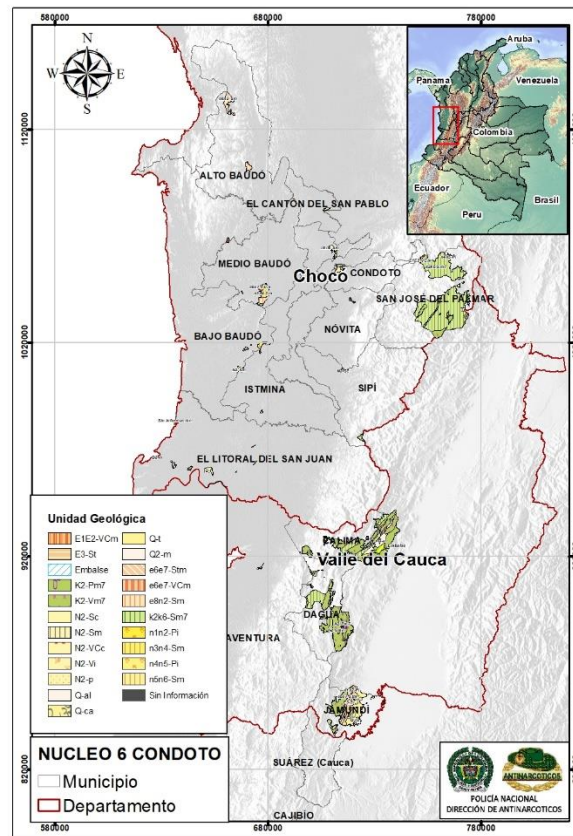 580000 680000 780000
N
W E
S
Aruba
Panama
Venezuela
Colombia
Ecuador
Peru
Brasil
1120000
1020000
920000
820000
ALTO BAUDÓ
EL CANTÓN DEL SAN PABLO
MEDIO BAUDÓ
Choco
CONDOTO
SAN JOSÉ DEL PALMAR
NÓVITA
BAJO BAUDÓ
ISTMINA
SIPÍ
EL LITORAL DEL SAN JUAN
Valle del Cauca
DAGUA
AVENTURA
JAMUNDÍ
SUÁREZ (Cauca)
CAJIBÍO
Unidad Geológica
E1E2-VCm
E3-St
Embalse
K2-Pm7
K2-Vm7
N2-Sc
N2-Sm
N2-VCc
N2-Vi
N2-p
Q-al
Q-ca
Q-t
Q2-m
e6e7-Stm
e6e7-VCm
e8n2-Sm
k2k6-Sm7
n1n2-Pi
n3n4-Sm
n4n5-Pi
n5n6-Sm
Sin Información
NUCLEO 6 CONDOTO
Municipio
Departamento
ANTINARCOTICOS
POLICÍA NACIONAL
DIRECCIÓN DE ANTINARCOTICOS
580000 680000 780000